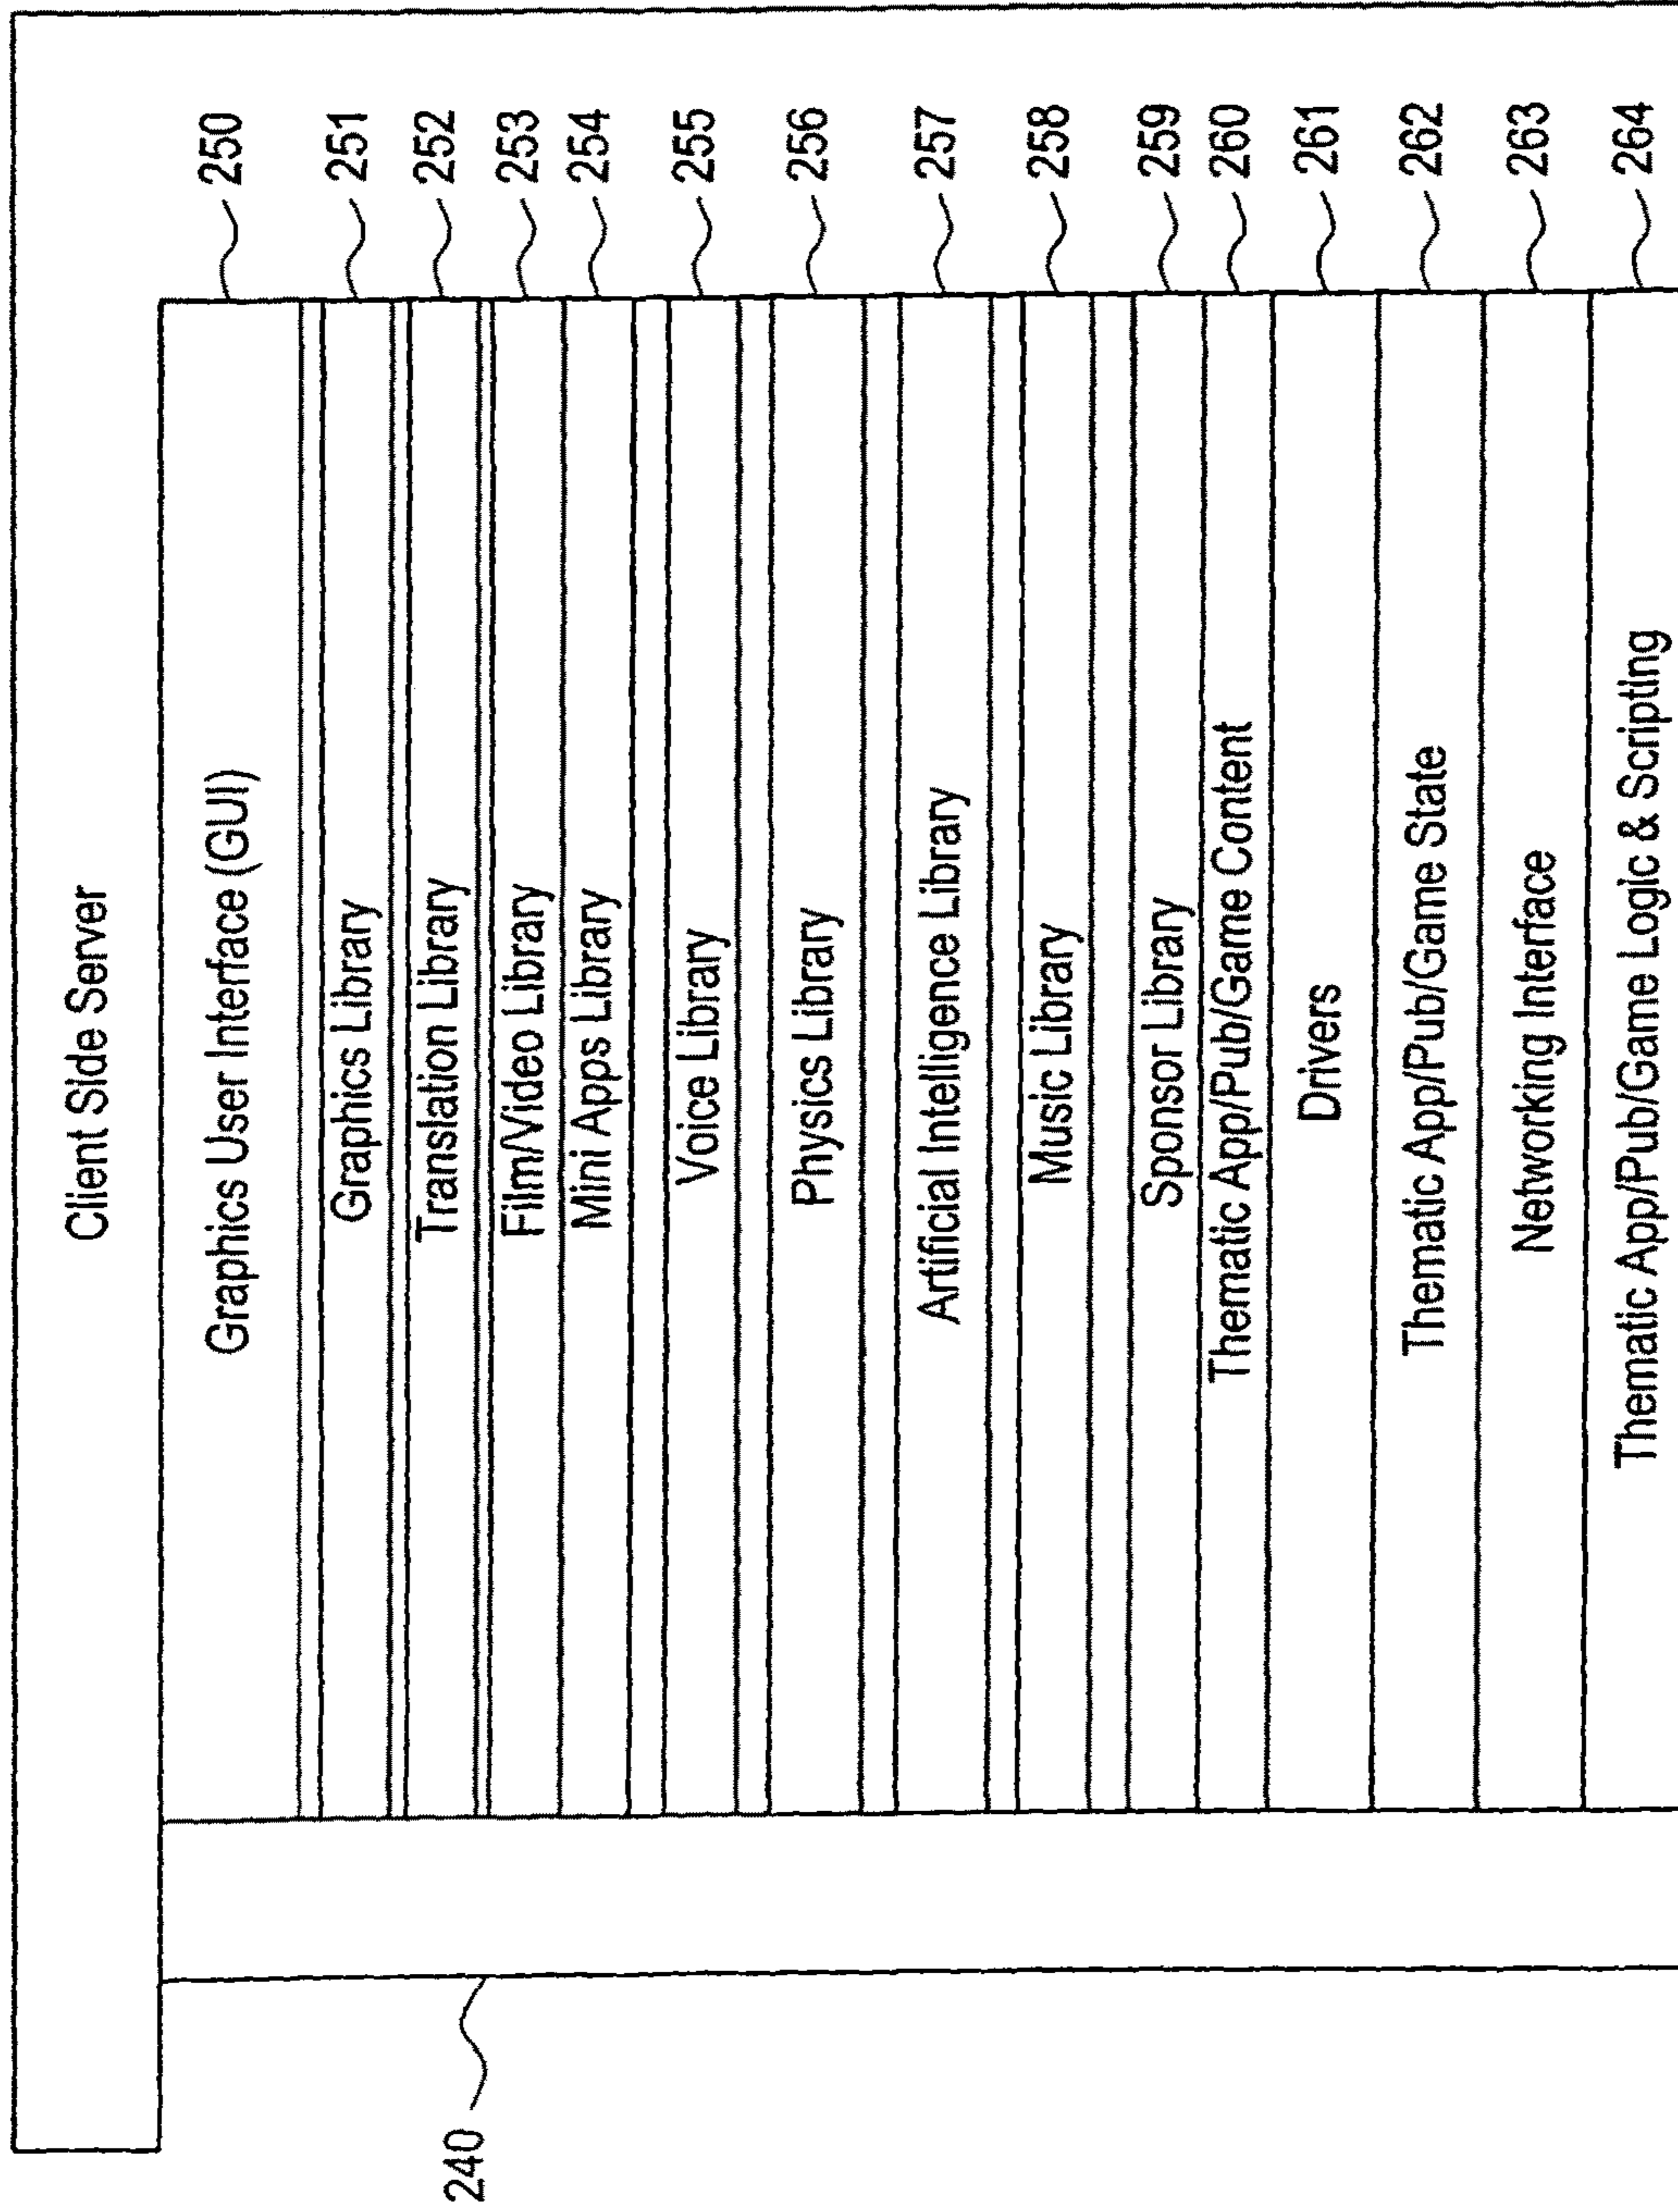 Client Side Server
Graphics User Interface (GUI)
250
Graphics Library
251
Translation Library
252
Film/Video Library
253
Mini Apps Library
254
Voice Library
255
Physics Library
256
Artificial Intelligence Library
257
Music Library
258
Sponsor Library
259
Thematic App/Pub/Game Content
260
Drivers
261
Thematic App/Pub/Game State
262
Networking Interface
263
Thematic App/Pub/Game Logic & Scripting
264
240